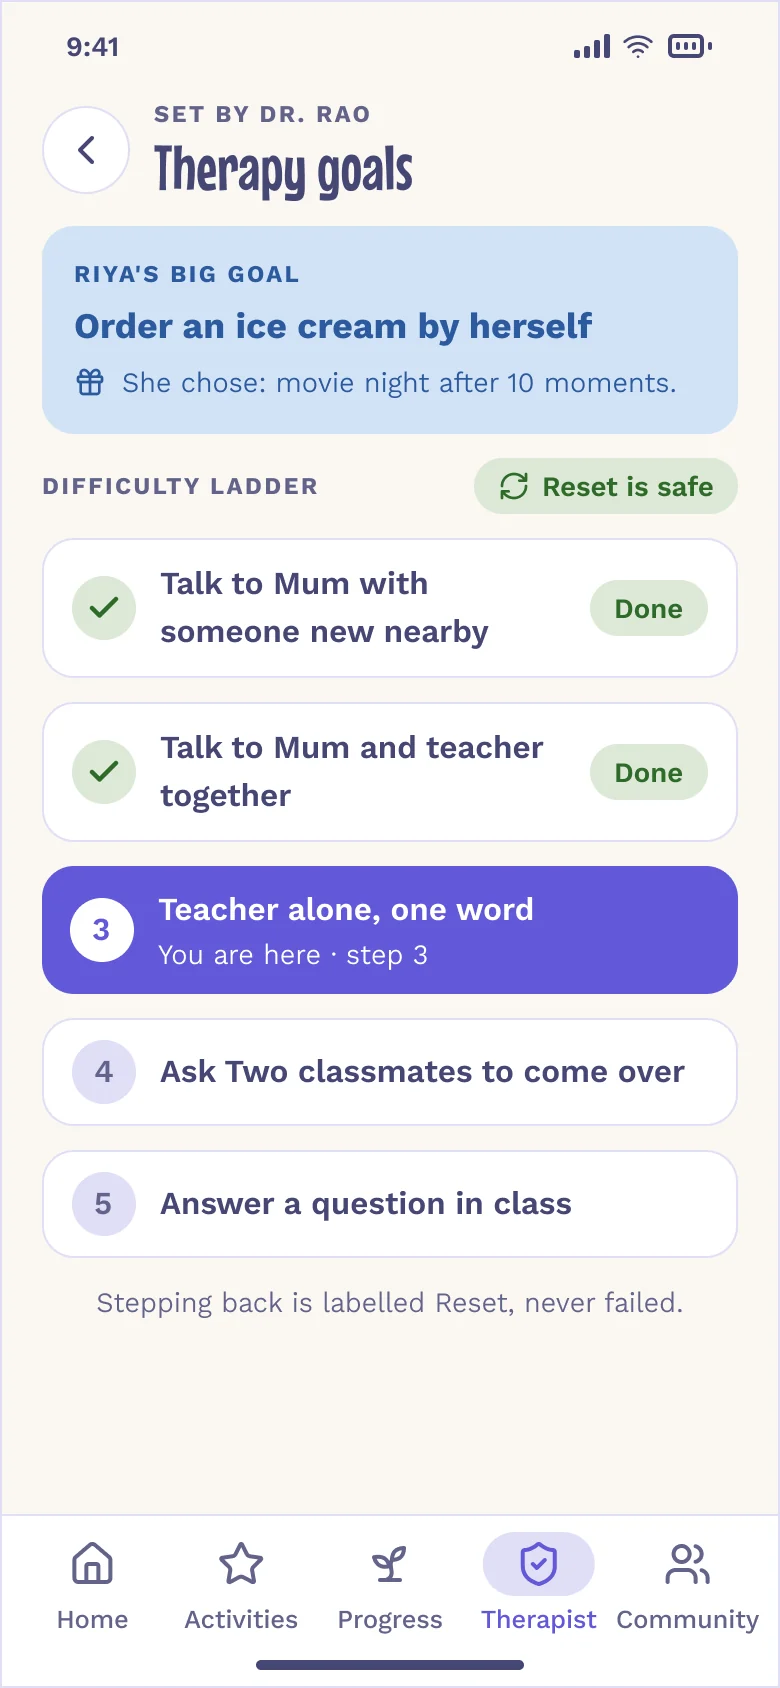 9:41
SET BY DR. RAO
Therapy goals
RIYA'S BIG GOAL
Order an ice cream by herself
She chose: movie night after 10 moments.
DIFFICULTY LADDER
Reset is safe
Talk to Mum with
someone new nearby
Done
Talk to Mum and teacher
together
Done
3
Teacher alone, one word
You are here · step 3
4
Ask Two classmates to come over
5
Answer a question in class
Stepping back is labelled Reset, never failed.
Home
Activities
Progress
Therapist
Community